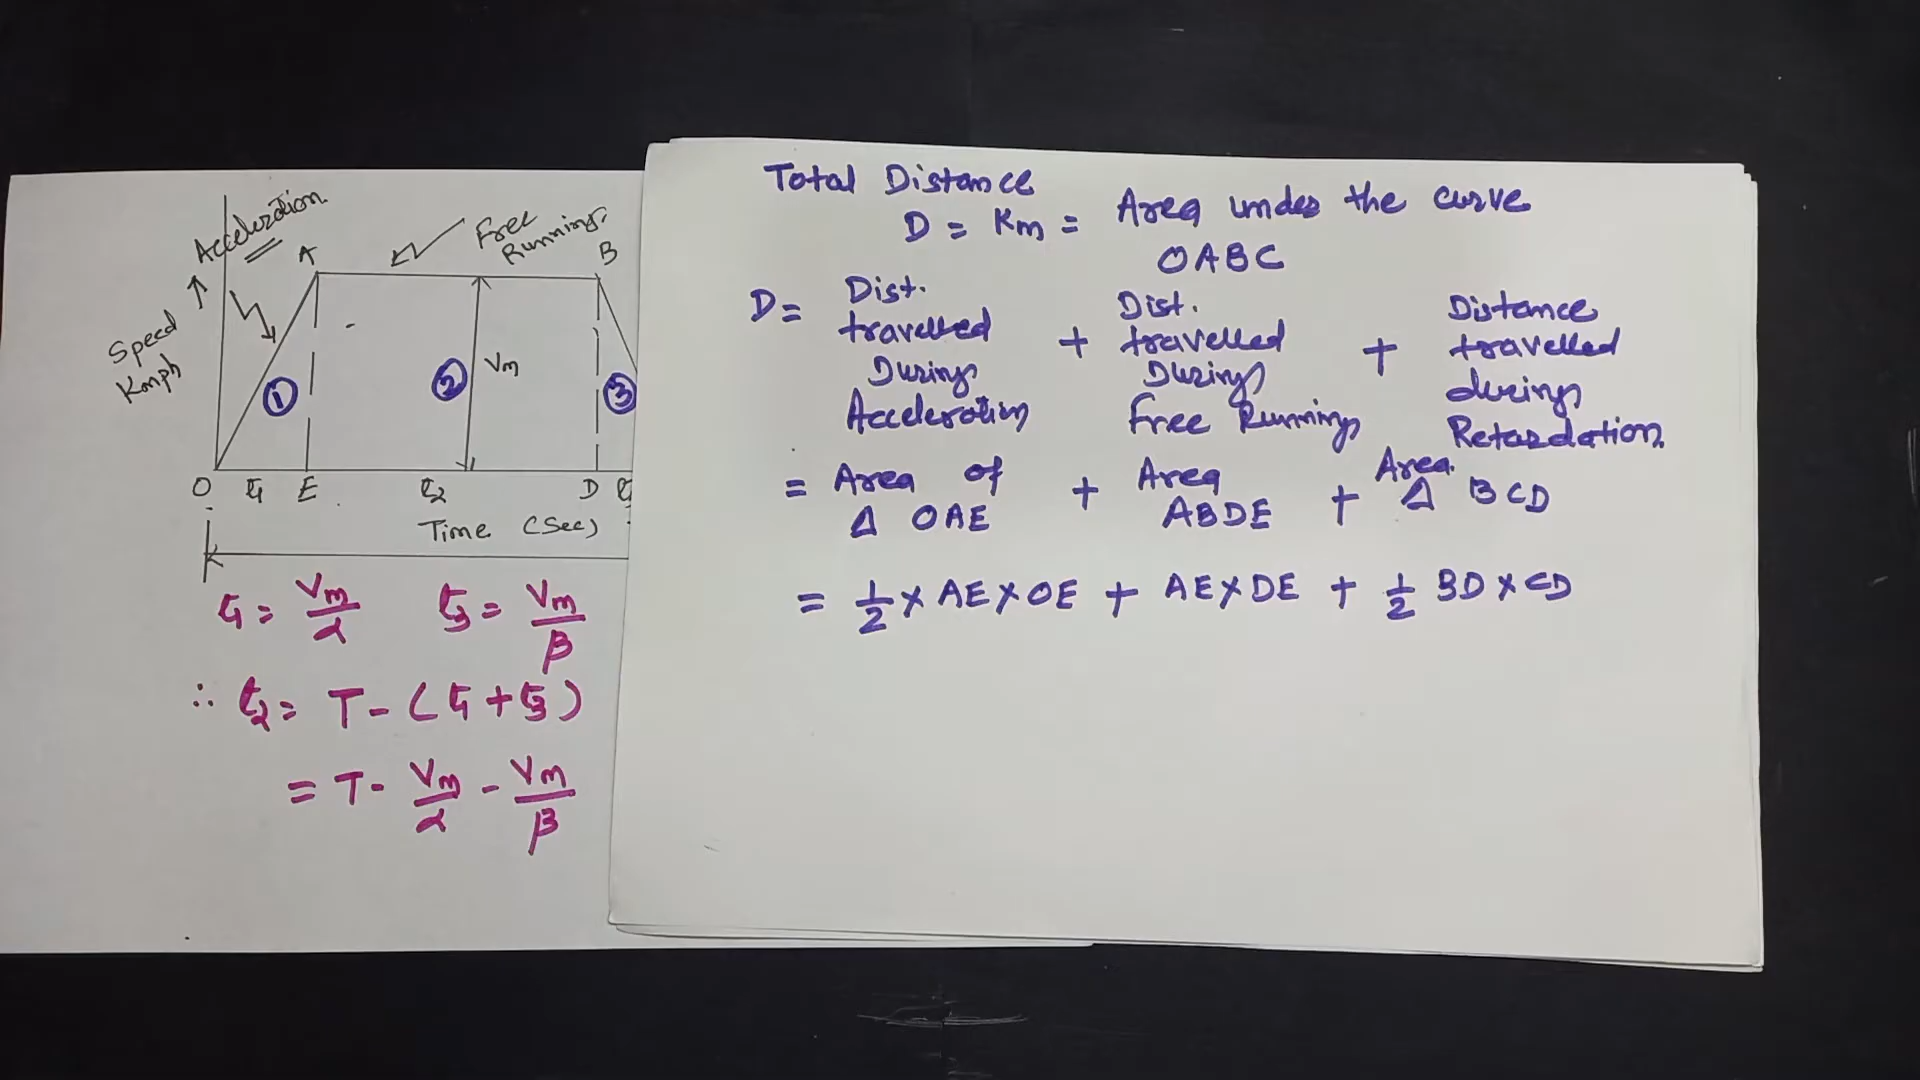 Acceleration
Free
Running
A
B
Speed
Kmph
Vm
1
2
3
O t1 E t2 D
Time (Sec)
t1 = Vm/α t3 = Vm/β
∴ t2 = T - (t1 + t3)
= T - Vm/α - Vm/β
Total Distance
D = Km = Area under the curve
OABC
D = Dist. travelled During Acceleration + Dist. travelled During Free Running + Distance travelled during Retardation
= Area of Δ OAE + Area ABDE + Area Δ BCD
= 1/2 × AE × OE + AE × DE + 1/2 BD × CD